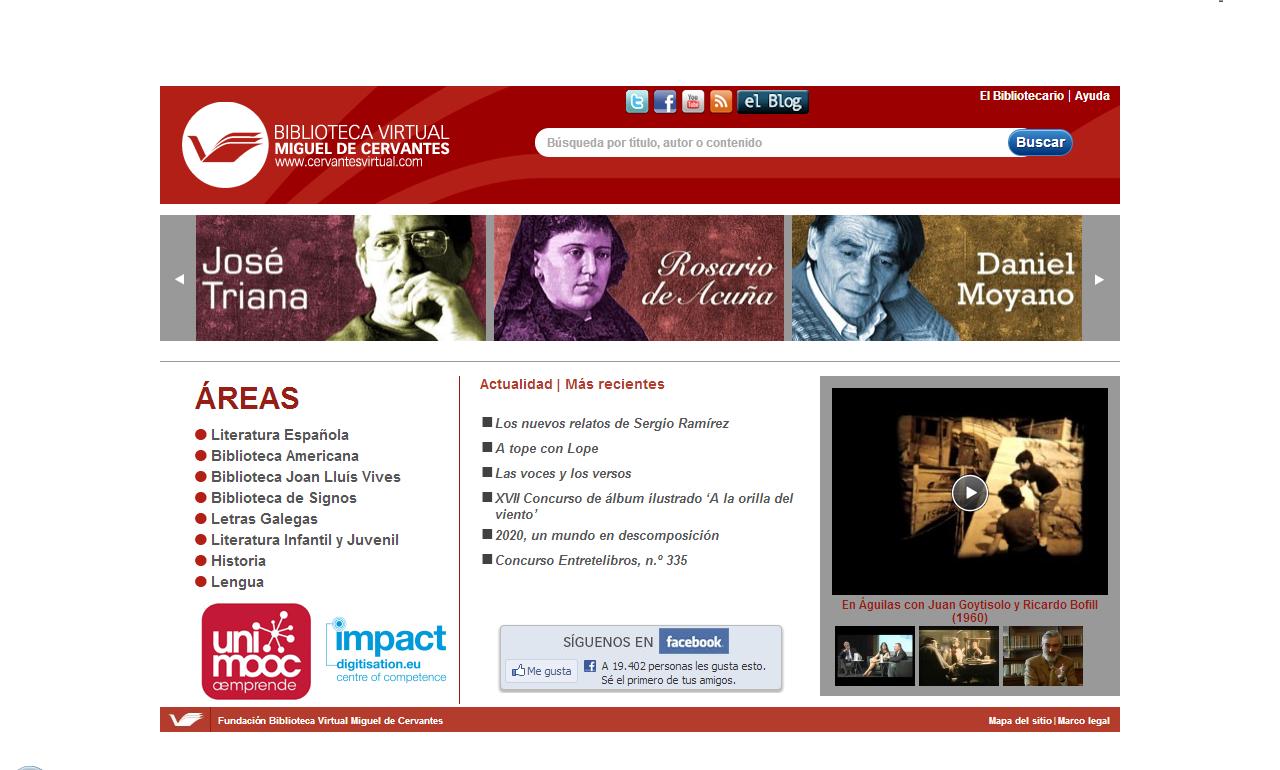 El Bibliotecario | Ayuda
el Blog
BIBLIOTECA VIRTUAL
MIGUEL DE CERVANTES
www.cervantesvirtual.com
Búsqueda por título, autor o contenido
Buscar
José
Triana
Rosario
de Acuña
Daniel
Moyano
ÁREAS
Literatura Española
Biblioteca Americana
Biblioteca Joan Lluís Vives
Biblioteca de Signos
Letras Galegas
Literatura Infantil y Juvenil
Historia
Lengua
uni
mooc
æmprende
impact
digitisation.eu
centre of competence
Actualidad | Más recientes
Los nuevos relatos de Sergio Ramírez
A tope con Lope
Las voces y los versos
XVII Concurso de álbum ilustrado ‘A la orilla del
viento’
2020, un mundo en descomposición
Concurso Entretelibros, n.º 335
SÍGUENOS EN facebook
Me gusta
A 19.402 personas les gusta esto.
Sé el primero de tus amigos.
En Águilas con Juan Goytisolo y Ricardo Bofill
(1960)
Fundación Biblioteca Virtual Miguel de Cervantes
Mapa del sitio | Marco legal